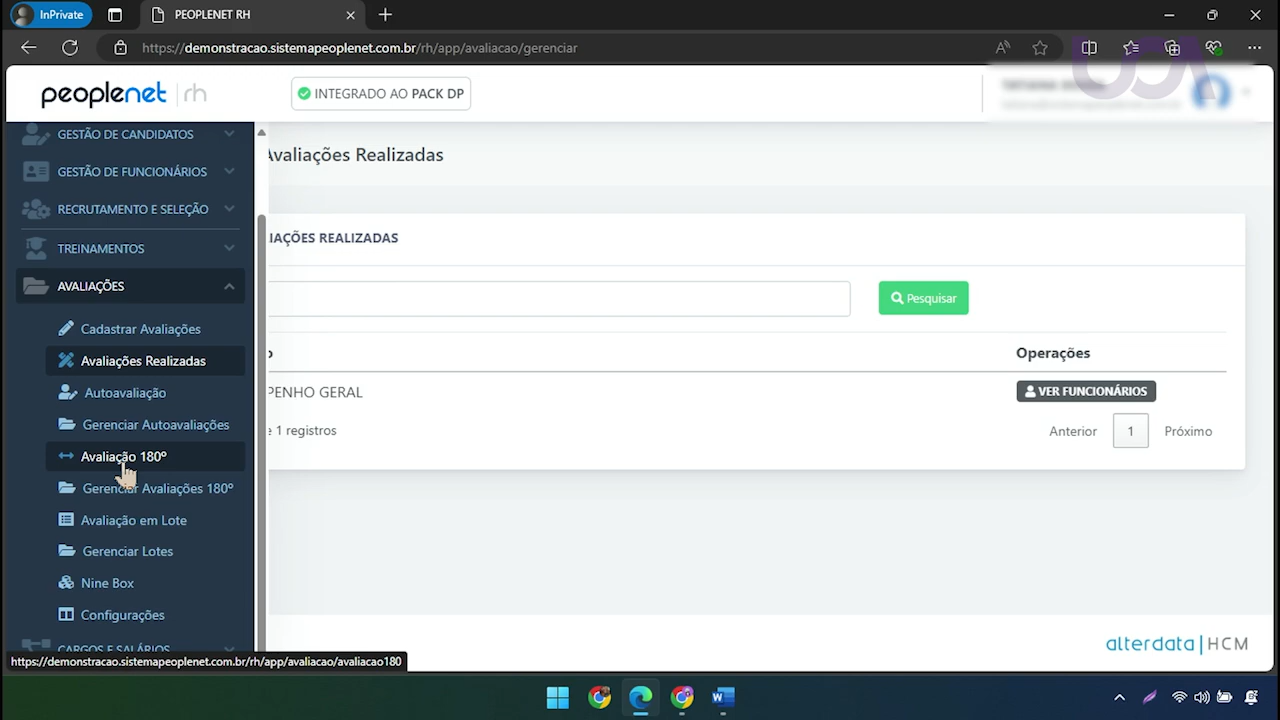 InPrivate
PEOPLENET RH
https://demonstracao.sistemapeoplenet.com.br/rh/app/avaliacao/gerenciar
peoplenet rh
INTEGRADO AO PACK DP
GESTÃO DE CANDIDATOS
GESTÃO DE FUNCIONÁRIOS
RECRUTAMENTO E SELEÇÃO
TREINAMENTOS
AVALIAÇÕES
Cadastrar Avaliações
Avaliações Realizadas
Autoavaliação
Gerenciar Autoavaliações
Avaliação 180º
Gerenciar Avaliações 180º
Avaliação em Lote
Gerenciar Lotes
Nine Box
Configurações
CARGOS E SALÁRIOS
https://demonstracao.sistemapeoplenet.com.br/rh/app/avaliacao/avaliacao180
Avaliações Realizadas
IAÇÕES REALIZADAS
Pesquisar
o Operações
PENHO GERAL VER FUNCIONÁRIOS
e 1 registros Anterior 1 Próximo
alterdata | HCM